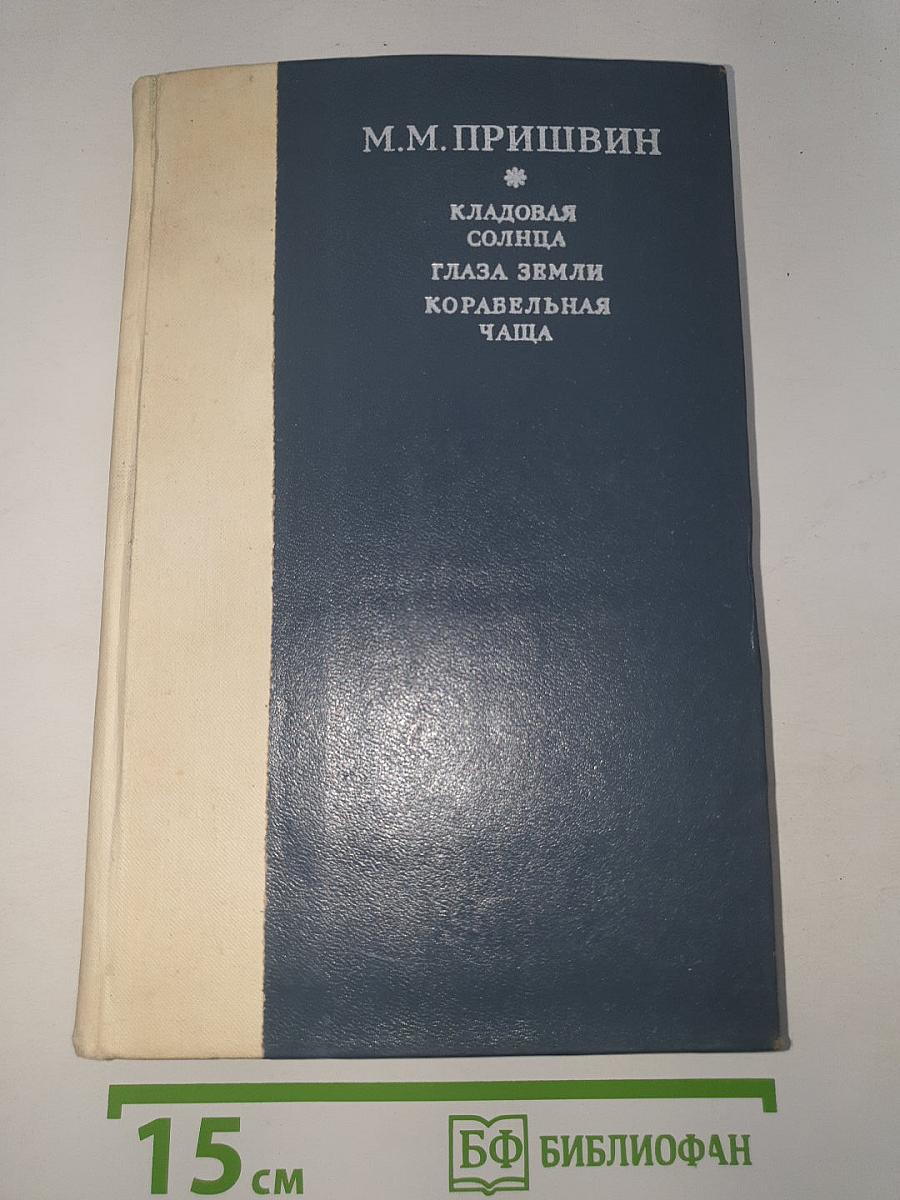 М.М.ПРИШВИН
КЛАДОВАЯ
СОЛНЦА
ГЛАЗА ЗЕМЛИ
КОРАБЕЛЬНАЯ
ЧАЩА
15 см
БФ БИБЛИОФАН